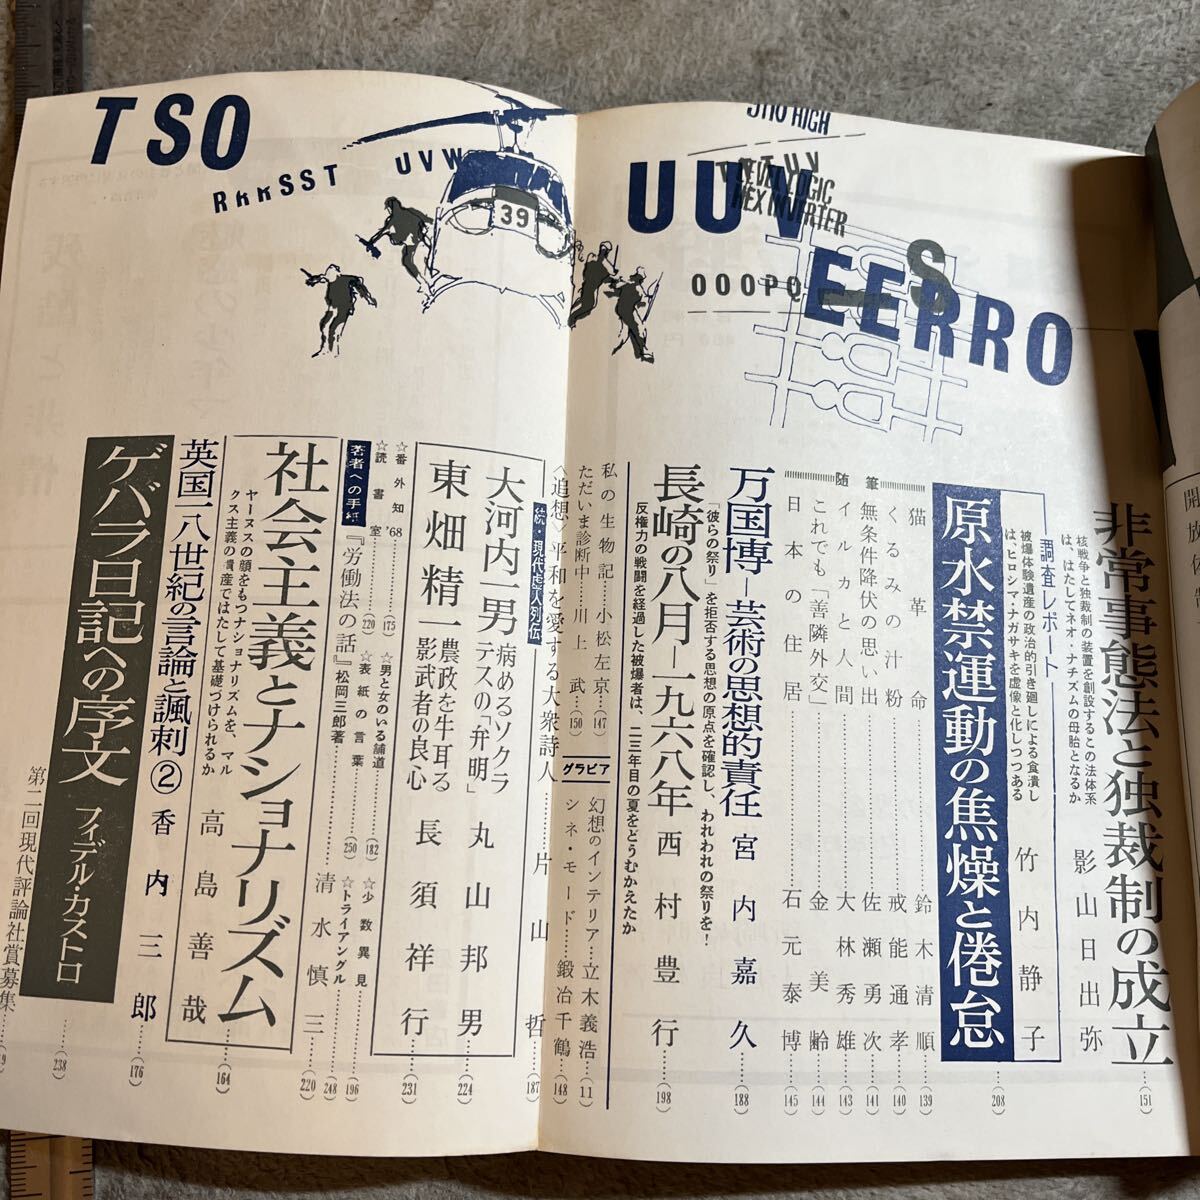 TSO
RRRSST UVW
39
JTIO HIGH
UUV
LEVEL LOGIC
HEX INVERTER
S
OOOPQ
EERRO
非常事態法と独裁制の成立 影山日出弥 (151)
核戦争と独裁制の装置を創設するこの法体系
は、はたしてネオ・ナチズムの母胎となるか
調査レポート
原水禁運動の焦燥と倦怠 竹内静子 (208)
被爆体験遺産の政治的引き廻しによる食潰し
は、ヒロシマ・ナガサキを虚像と化しつつある
随筆
猫革命 鈴木清順 (139)
くるみの汁粉 戒能通孝 (140)
無条件降伏の思い出 佐瀬勇次 (141)
イルカと人間 大林秀雄 (143)
これでも「善隣外交」 金美齢 (144)
日本の住居 石元泰博 (145)
万国博―芸術の思想的責任 宮内嘉久 (188)
「彼らの祭り」を拒否する思想の原点を確認し、われわれの祭りを!
長崎の八月―一九六八年 西村豊行 (198)
反権力の戦闘を経過した被爆者は、二三年目の夏をどうむかえたか
私の生物記 小松左京 (147)
ただいま診断中 川上武 (150)
グラビア
幻想のインテリア 立木義浩 (11)
シネ・モード 鍛冶千鶴 (148)
〈追想〉平和を愛する大衆詩人 片山哲 (187)
続・現代虚人列伝
大河内一男 病めるソクラテスの「弁明」 丸山邦男 (224)
東畑精一 農政を牛耳る影武者の良心 長須祥行 (231)
☆番外知'68 (175)
☆男と女のいる舗道 (182)
☆少数異見 (196)
☆読書室 (220)
☆表紙の言葉 (250)
☆トライアングル (248)
著者への手紙
『労働法の話』松岡三郎著 清水慎三 (220)
社会主義とナショナリズム 高島善哉 (164)
ヤーヌスの顔をもつナショナリズムを、マル
クス主義の遺産ではたして基礎づけられるか
英国一八世紀の言論と諷刺② 香内三郎 (176)
ゲバラ日記への序文 フィデル・カストロ (238)
第二回現代評論社賞募集